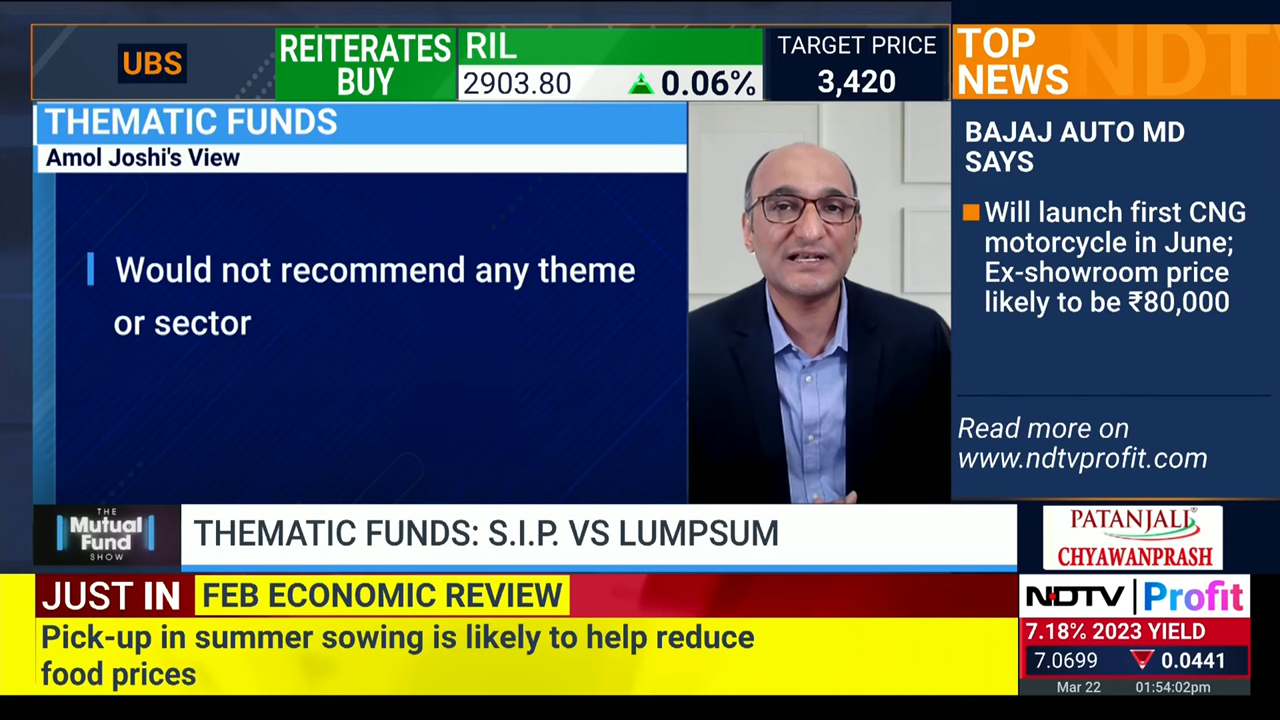 UBS
REITERATES
BUY
RIL
2903.80 0.06%
TARGET PRICE
3,420
TOP
NEWS
NDT
THEMATIC FUNDS
Amol Joshi's View
Would not recommend any theme
or sector
BAJAJ AUTO MD
SAYS
Will launch first CNG
motorcycle in June;
Ex-showroom price
likely to be ₹80,000
Read more on
www.ndtvprofit.com
THE
Mutual
Fund
SHOW
THEMATIC FUNDS: S.I.P. VS LUMPSUM
PATANJALI
CHYAWANPRASH
JUST IN FEB ECONOMIC REVIEW
Pick-up in summer sowing is likely to help reduce
food prices
NDTV Profit
7.18% 2023 YIELD
7.0699 0.0441
Mar 22 01:54:02pm